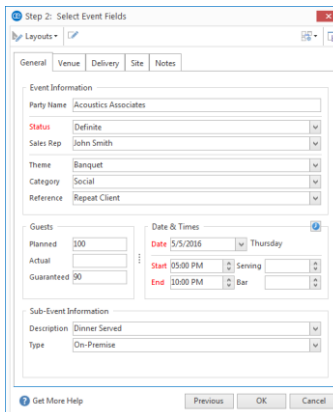 Step 2: Select Event Fields
Layouts
General Venue Delivery Site Notes
Event Information
Party Name Acoustics Associates
Status Definite
Sales Rep John Smith
Theme Banquet
Category Social
Reference Repeat Client
Guests
Planned 100
Actual
Guaranteed 90
Date & Times
Date 5/5/2016 Thursday
Start 05:00 PM Serving
End 10:00 PM Bar
Sub-Event Information
Description Dinner Served
Type On-Premise
Get More Help Previous OK Cancel